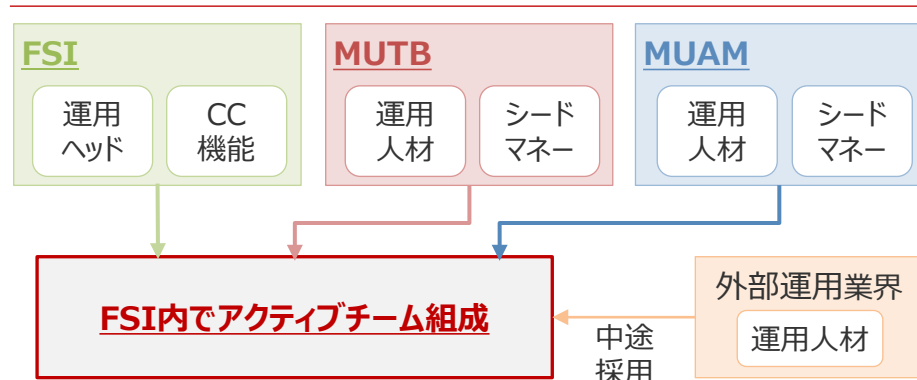 FSI
運用
ヘッド
CC
機能
MUTB
運用
人材
シード
マネー
MUAM
運用
人材
シード
マネー
FSI内でアクティブチーム組成
中途
採用
外部運用業界
運用人材